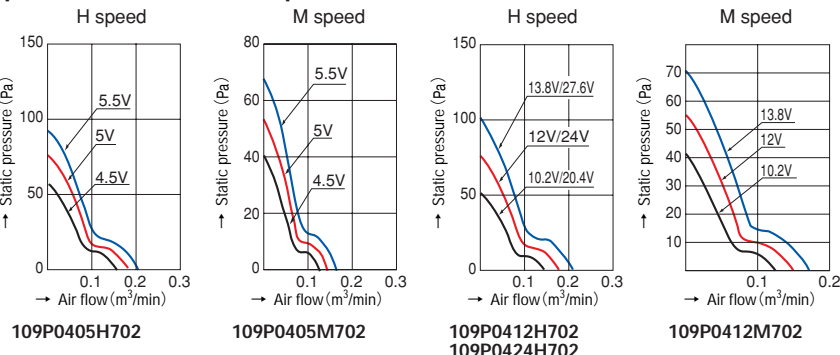 H speed
150
100
50
0
0.1
0.2
0.3
5.5V
5V
4.5V
→ Static pressure (Pa)
→ Air flow (m³/min)
109P0405H702
M speed
80
60
40
20
0
0.1
0.2
0.3
5.5V
5V
4.5V
→ Static pressure (Pa)
→ Air flow (m³/min)
109P0405M702
H speed
150
100
50
0
0.1
0.2
0.3
13.8V/27.6V
12V/24V
10.2V/20.4V
→ Static pressure (Pa)
→ Air flow (m³/min)
109P0412H702
109P0424H702
M speed
70
60
50
40
30
20
10
0.1
0.2
13.8V
12V
10.2V
→ Static pressure (Pa)
→ Air flow (m³/min)
109P0412M702